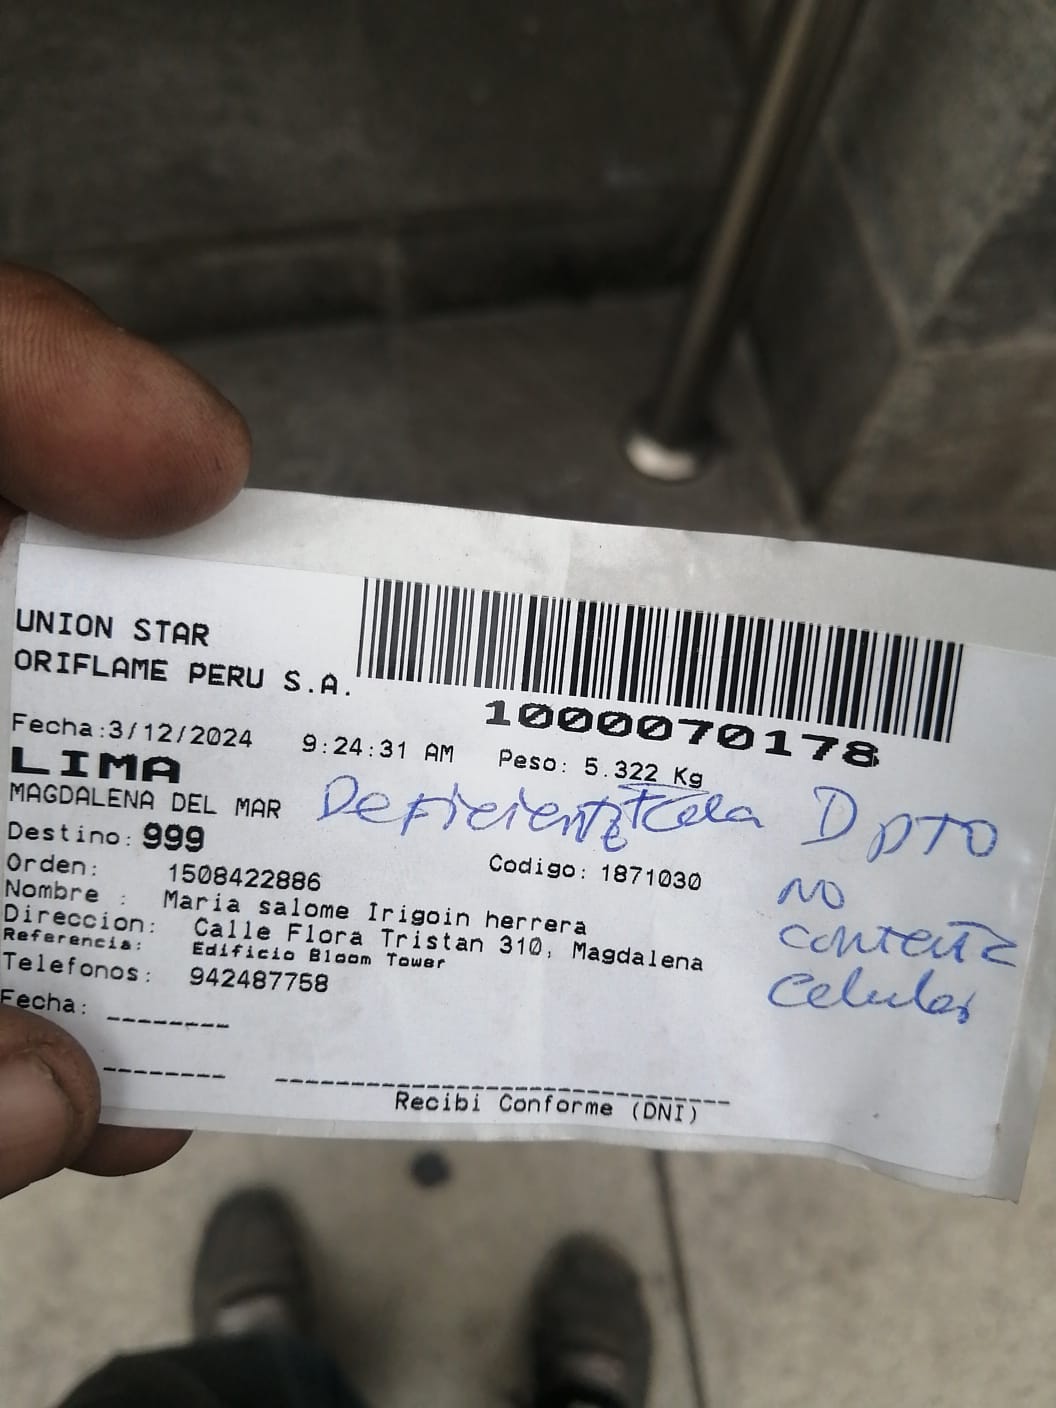 UNION STAR
ORIFLAME PERU S.A.
1000070178
Fecha:3/12/2024 9:24:31 AM Peso: 5.322 Kg
LIMA
MAGDALENA DEL MAR
Deficiente
DPTO
Destino: 999
Orden: 1508422886 Codigo: 1871030
NO
Nombre : Maria salome Irigoin herrera
Direccion: Calle Flora Tristan 310, Magdalena
contesta
Referencia: Edificio Bloom Tower
Telefonos: 942487758
Celular
Fecha: --------
--------
Recibi Conforme (DNI)